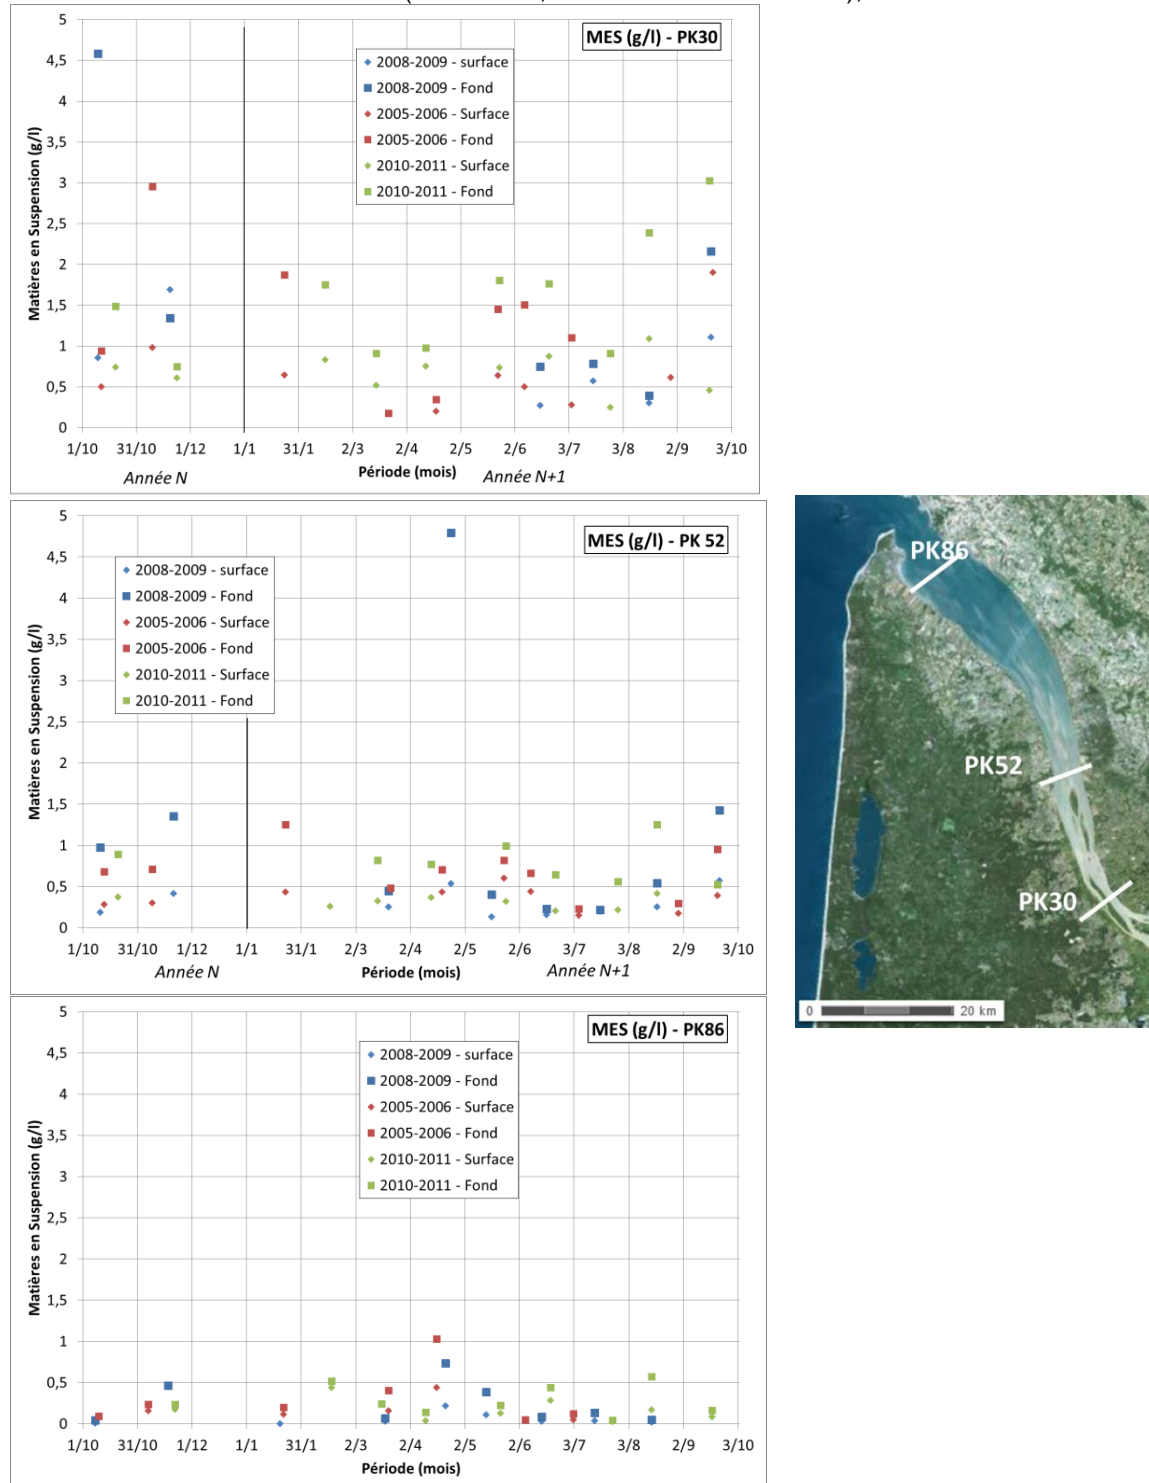 MES (g/l) - PK30
5
4,5
4
3,5
3
2,5
2
1,5
1
0,5
0
Matières en Suspension (g/l)
2008-2009 - surface
2008-2009 - Fond
2005-2006 - Surface
2005-2006 - Fond
2010-2011 - Surface
2010-2011 - Fond
1/10 31/10 1/12 1/1 31/1 2/3 2/4 2/5 2/6 3/7 3/8 2/9 3/10
Année N Période (mois) Année N+1
MES (g/l) - PK 52
5
4,5
4
3,5
3
2,5
2
1,5
1
0,5
0
Matières en Suspension (g/l)
2008-2009 - surface
2008-2009 - Fond
2005-2006 - Surface
2005-2006 - Fond
2010-2011 - Surface
2010-2011 - Fond
1/10 31/10 1/12 1/1 31/1 2/3 2/4 2/5 2/6 3/7 3/8 2/9 3/10
Année N Période (mois) Année N+1
PK86
PK52
PK30
0 20 km
MES (g/l) - PK86
5
4,5
4
3,5
3
2,5
2
1,5
1
0,5
0
Matières en Suspension (g/l)
2008-2009 - surface
2008-2009 - Fond
2005-2006 - Surface
2005-2006 - Fond
2010-2011 - Surface
2010-2011 - Fond
1/10 31/10 1/12 1/1 31/1 2/3 2/4 2/5 2/6 3/7 3/8 2/9 3/10
Période (mois)